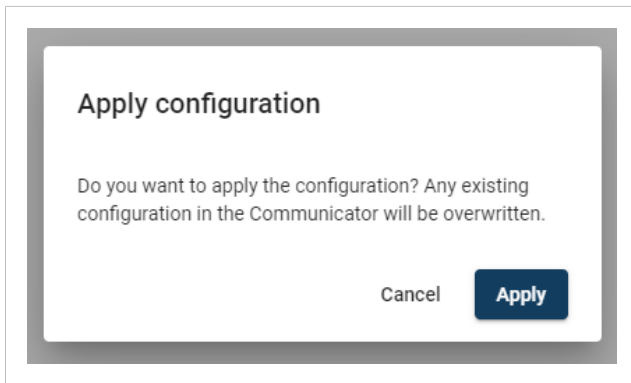 Apply configuration
Do you want to apply the configuration? Any existing
configuration in the Communicator will be overwritten.
Cancel Apply